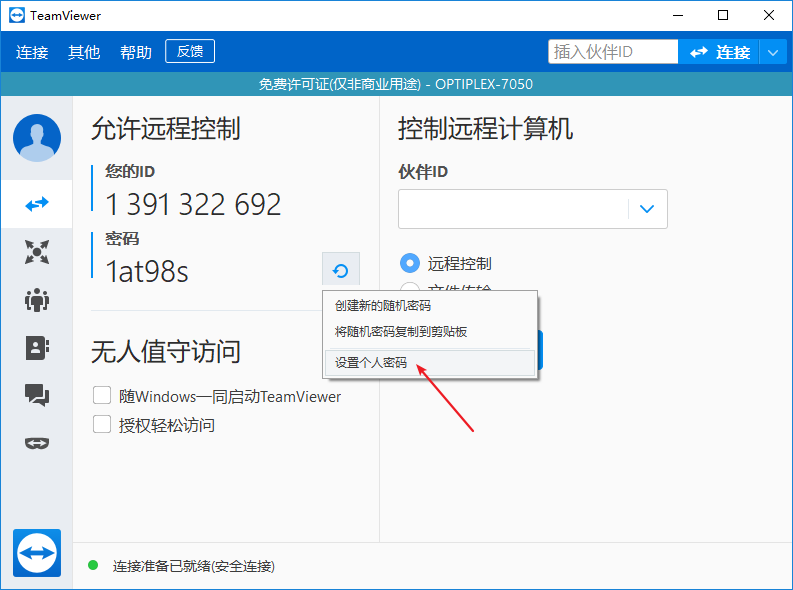 TeamViewer
连接 其他 帮助 反馈 插入伙伴ID 连接
免费许可证(仅非商业用途) - OPTIPLEX-7050
允许远程控制
您的ID
1 391 322 692
密码
1at98s
创建新的随机密码
将随机密码复制到剪贴板
设置个人密码
无人值守访问
随Windows一同启动TeamViewer
授权轻松访问
控制远程计算机
伙伴ID
远程控制
文件传输
连接准备已就绪(安全连接)